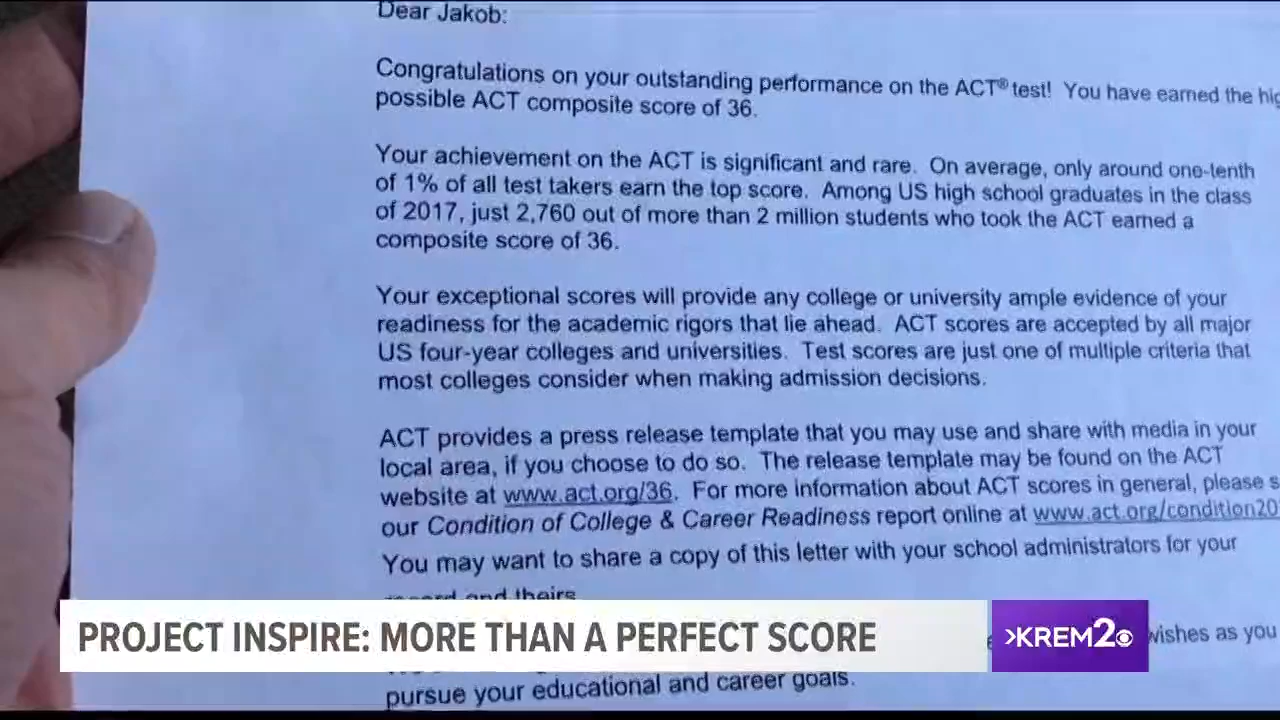 Dear Jakob:
Congratulations on your outstanding performance on the ACT® test! You have earned the
possible ACT composite score of 36.
Your achievement on the ACT is significant and rare. On average, only around one-tenth
of 1% of all test takers earn the top score. Among US high school graduates in the class
of 2017, just 2,760 out of more than 2 million students who took the ACT earned a
composite score of 36.
Your exceptional scores will provide any college or university ample evidence of your
readiness for the academic rigors that lie ahead. ACT scores are accepted by all major
US four-year colleges and universities. Test scores are just one of multiple criteria that
most colleges consider when making admission decisions.
ACT provides a press release template that you may use and share with media in your
local area, if you choose to do so. The release template may be found on the ACT
website at www.act.org/36. For more information about ACT scores in general, please
our Condition of College & Career Readiness report online at www.act.org/condition20
You may want to share a copy of this letter with your school administrators for your
record and theirs.
PROJECT INSPIRE: MORE THAN A PERFECT SCORE
KREM2
wishes as you
pursue your educational and career goals.